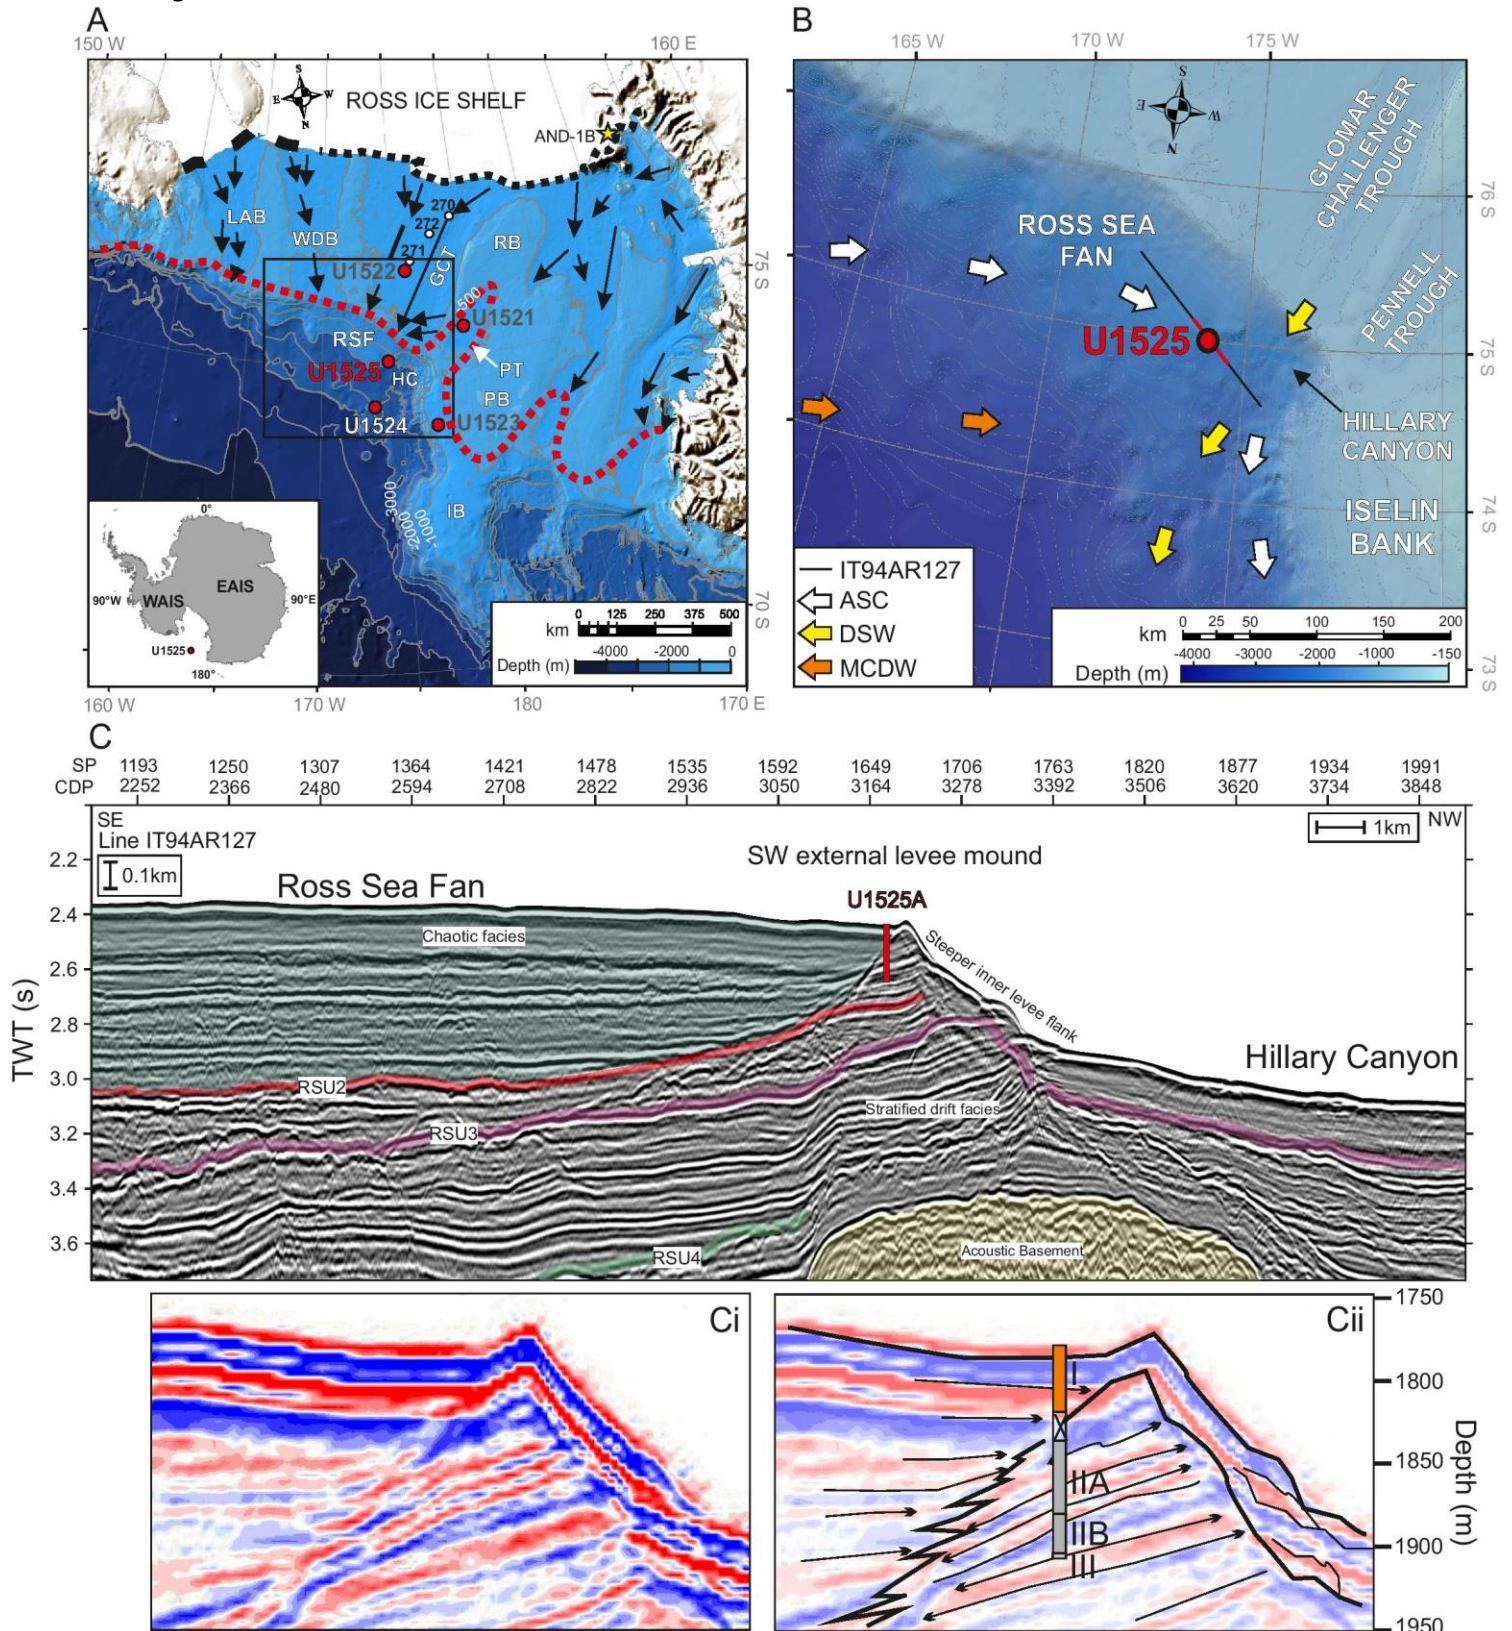 A
B
150 W
160 E
S
E
W
N
ROSS ICE SHELF
AND-1B
LAB
WDB
270
272
271
GCT
RB
U1522
75 S
500
U1521
RSF
PT
U1525
HC
PB
U1524
U1523
-3000
-2000
-1000
IB
0°
90°W
WAIS
EAIS
90°E
U1525
180°
0 125 250 375 500
km
Depth (m)
-4000 -2000 0
70 S
160 W
170 W
180
170 E
165 W
170 W
175 W
S
E
W
N
GLOMAR
CHALLENGER
TROUGH
76 S
ROSS SEA
FAN
PENNELL
TROUGH
U1525
75 S
HILLARY
CANYON
ISELIN
BANK
74 S
IT94AR127
ASC
DSW
MCDW
0 25 50 100 150 200
km
-4000 -3000 -2000 -1000 -150
Depth (m)
73 S
C
SP 1193 1250 1307 1364 1421 1478 1535 1592 1649 1706 1763 1820 1877 1934 1991
CDP 2252 2366 2480 2594 2708 2822 2936 3050 3164 3278 3392 3506 3620 3734 3848
SE
NW
Line IT94AR127
1km
0.1km
SW external levee mound
Ross Sea Fan
U1525A
Chaotic facies
Steeper inner levee flank
Hillary Canyon
RSU2
Stratified drift facies
RSU3
RSU4
Acoustic Basement
TWT (s)
2.2
2.4
2.6
2.8
3.0
3.2
3.4
3.6
Ci
Cii
I
X
IIA
IIB
III
1750
1800
1850
1900
1950
Depth (m)